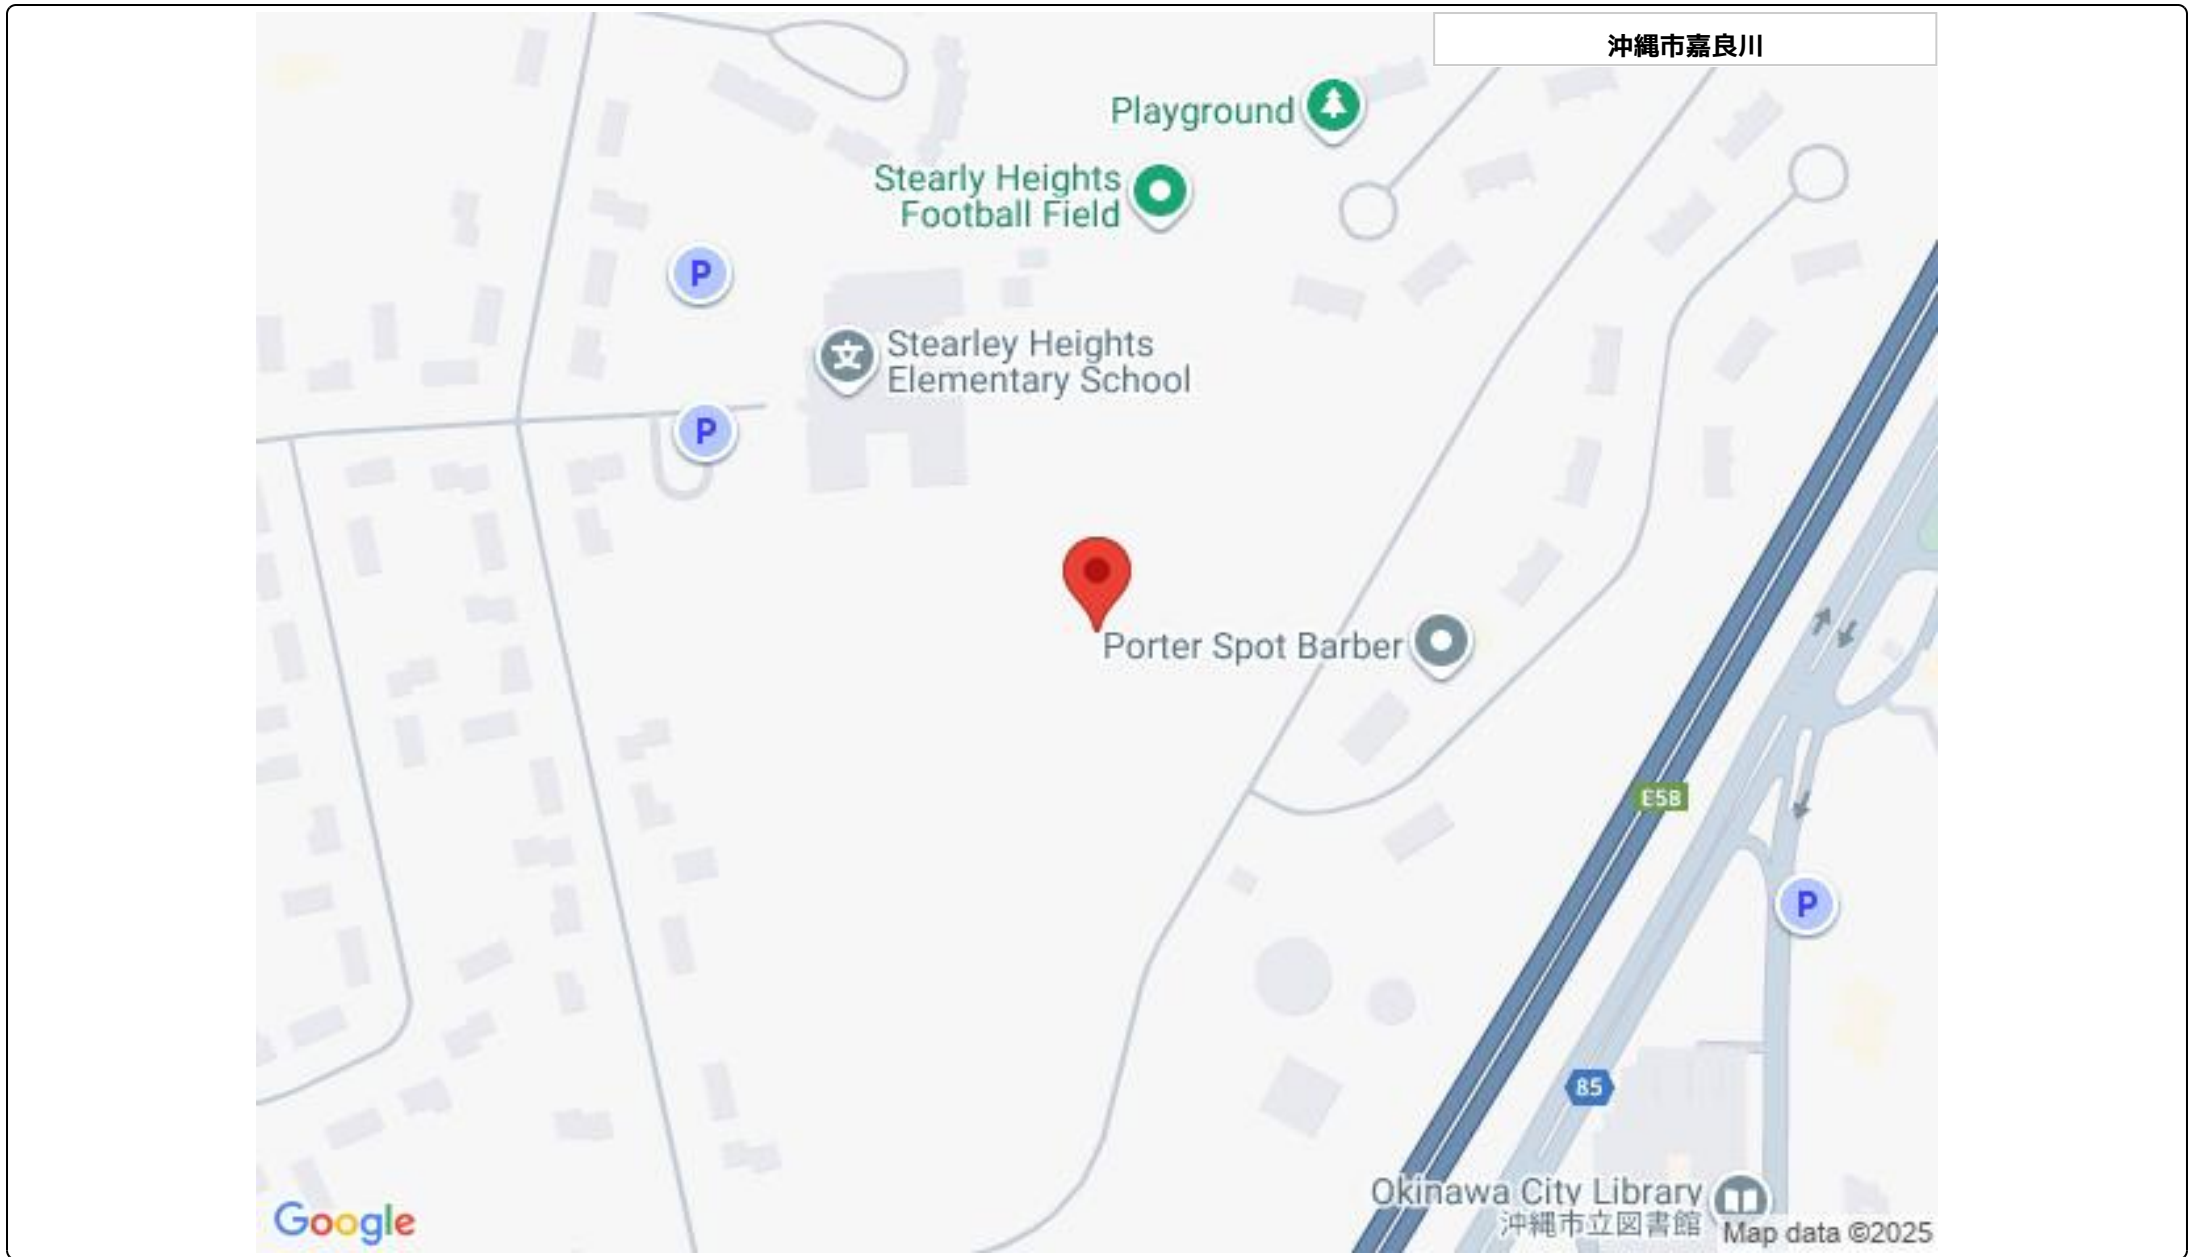 沖縄市嘉良川
Playground
Stearly Heights
Football Field
P
Stearley Heights
Elementary School
P
Porter Spot Barber
E58
P
85
Okinawa City Library
沖縄市立図書館
Google
Map data ©2025